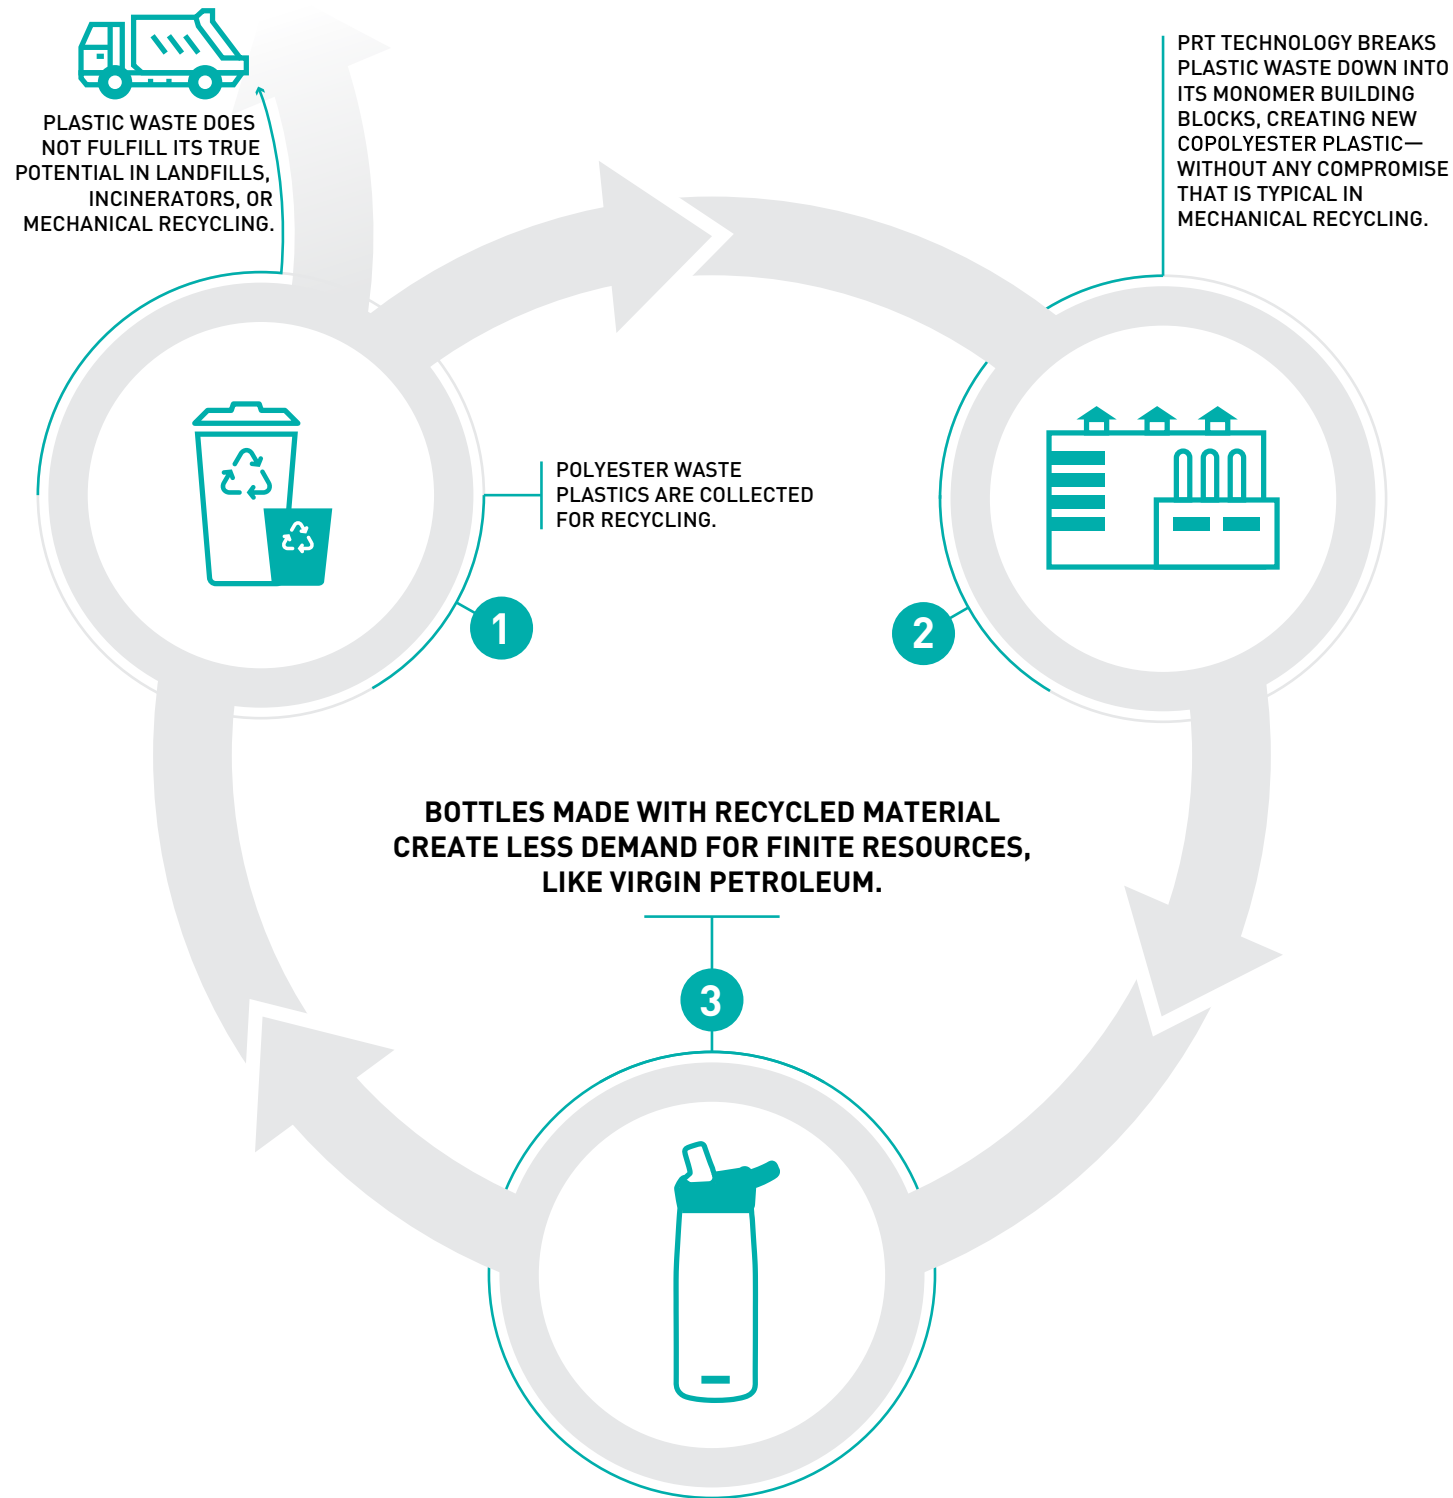 PLASTIC WASTE DOES
NOT FULFILL ITS TRUE
POTENTIAL IN LANDFILLS,
INCINERATORS, OR
MECHANICAL RECYCLING.
PRT TECHNOLOGY BREAKS
PLASTIC WASTE DOWN INTO
ITS MONOMER BUILDING
BLOCKS, CREATING NEW
COPOLYESTER PLASTIC—
WITHOUT ANY COMPROMISE
THAT IS TYPICAL IN
MECHANICAL RECYCLING.
POLYESTER WASTE
PLASTICS ARE COLLECTED
FOR RECYCLING.
1
2
BOTTLES MADE WITH RECYCLED MATERIAL
CREATE LESS DEMAND FOR FINITE RESOURCES,
LIKE VIRGIN PETROLEUM.
3